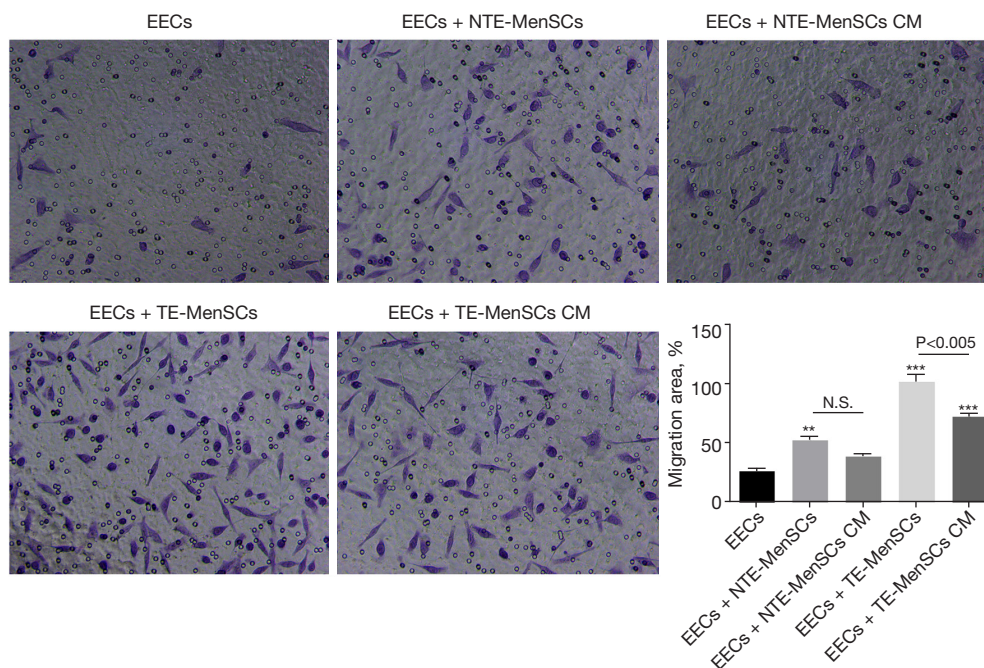 EECs
EECs + NTE-MenSCs
EECs + NTE-MenSCs CM
EECs + TE-MenSCs
EECs + TE-MenSCs CM
Migration area, %
150
100
50
0
**
N.S.
***
P<0.005
***
EECs
EECs + NTE-MenSCs
EECs + NTE-MenSCs CM
EECs + TE-MenSCs
EECs + TE-MenSCs CM